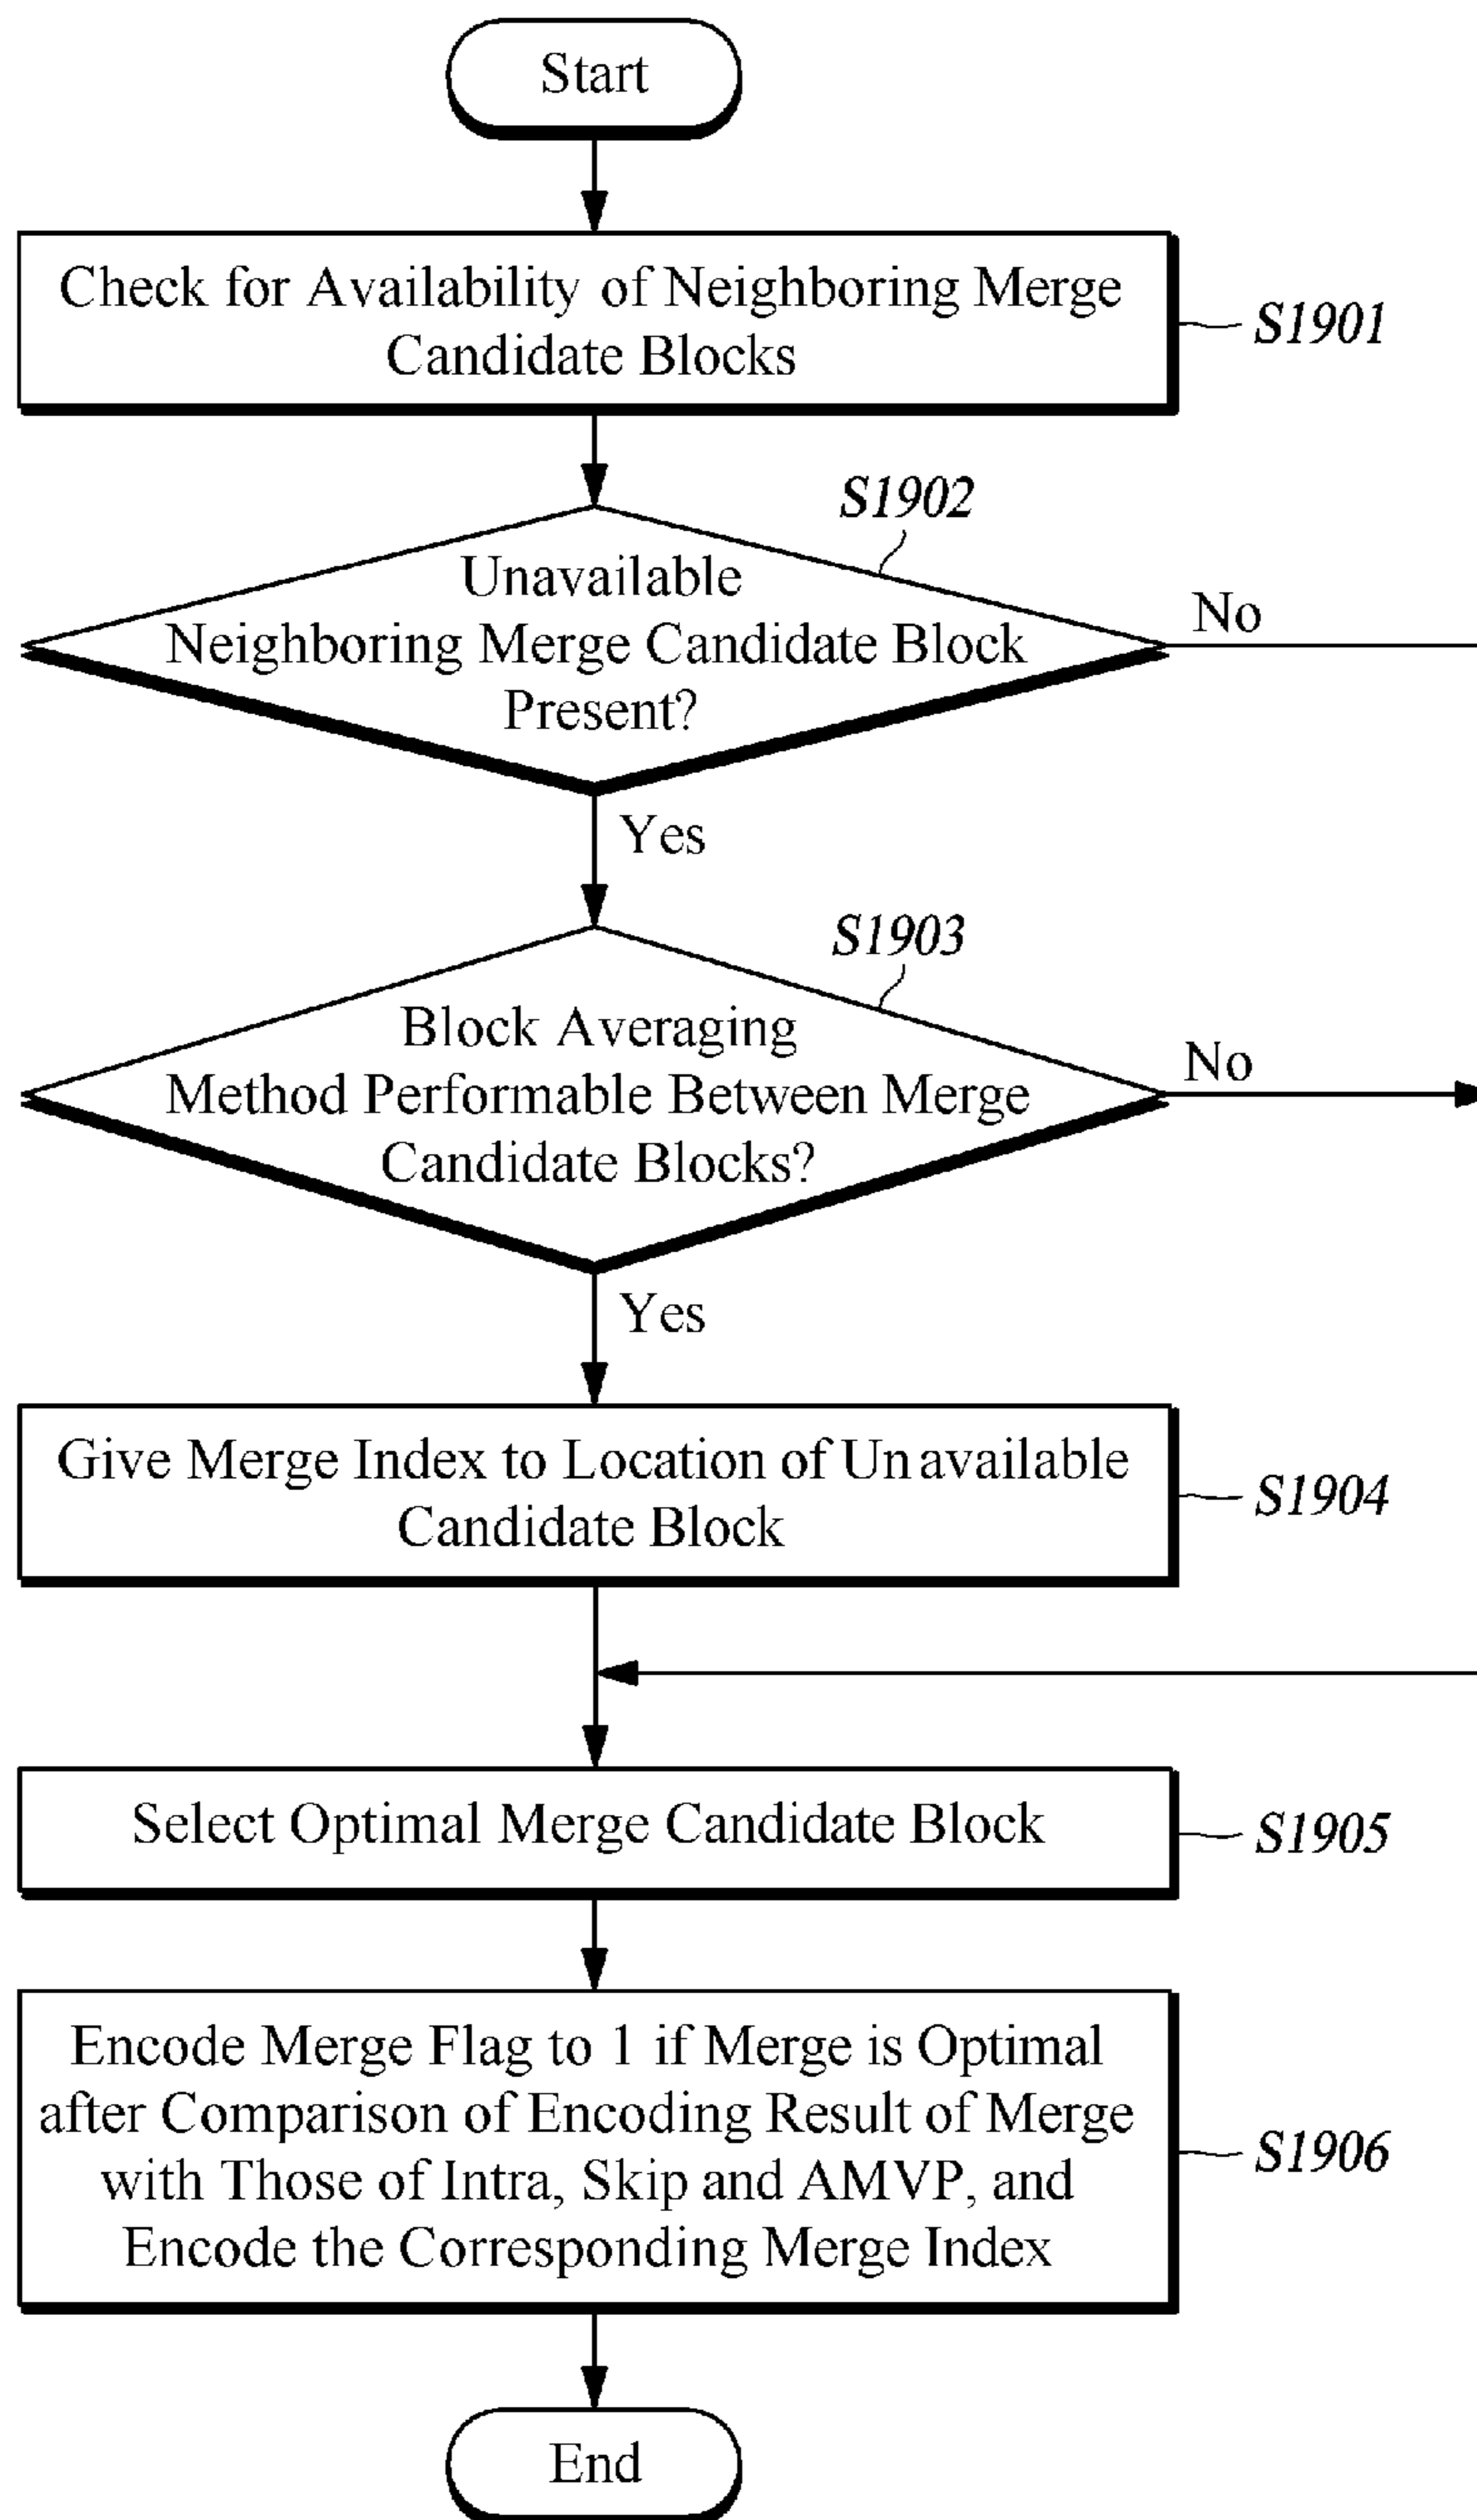 Start
Check for Availability of Neighboring Merge
Candidate Blocks
S1901
S1902
Unavailable
Neighboring Merge Candidate Block
Present?
No
Yes
S1903
Block Averaging
Method Performable Between Merge
Candidate Blocks?
No
Yes
Give Merge Index to Location of Unavailable
Candidate Block
S1904
Select Optimal Merge Candidate Block
S1905
Encode Merge Flag to 1 if Merge is Optimal
after Comparison of Encoding Result of Merge
with Those of Intra, Skip and AMVP, and
Encode the Corresponding Merge Index
S1906
End